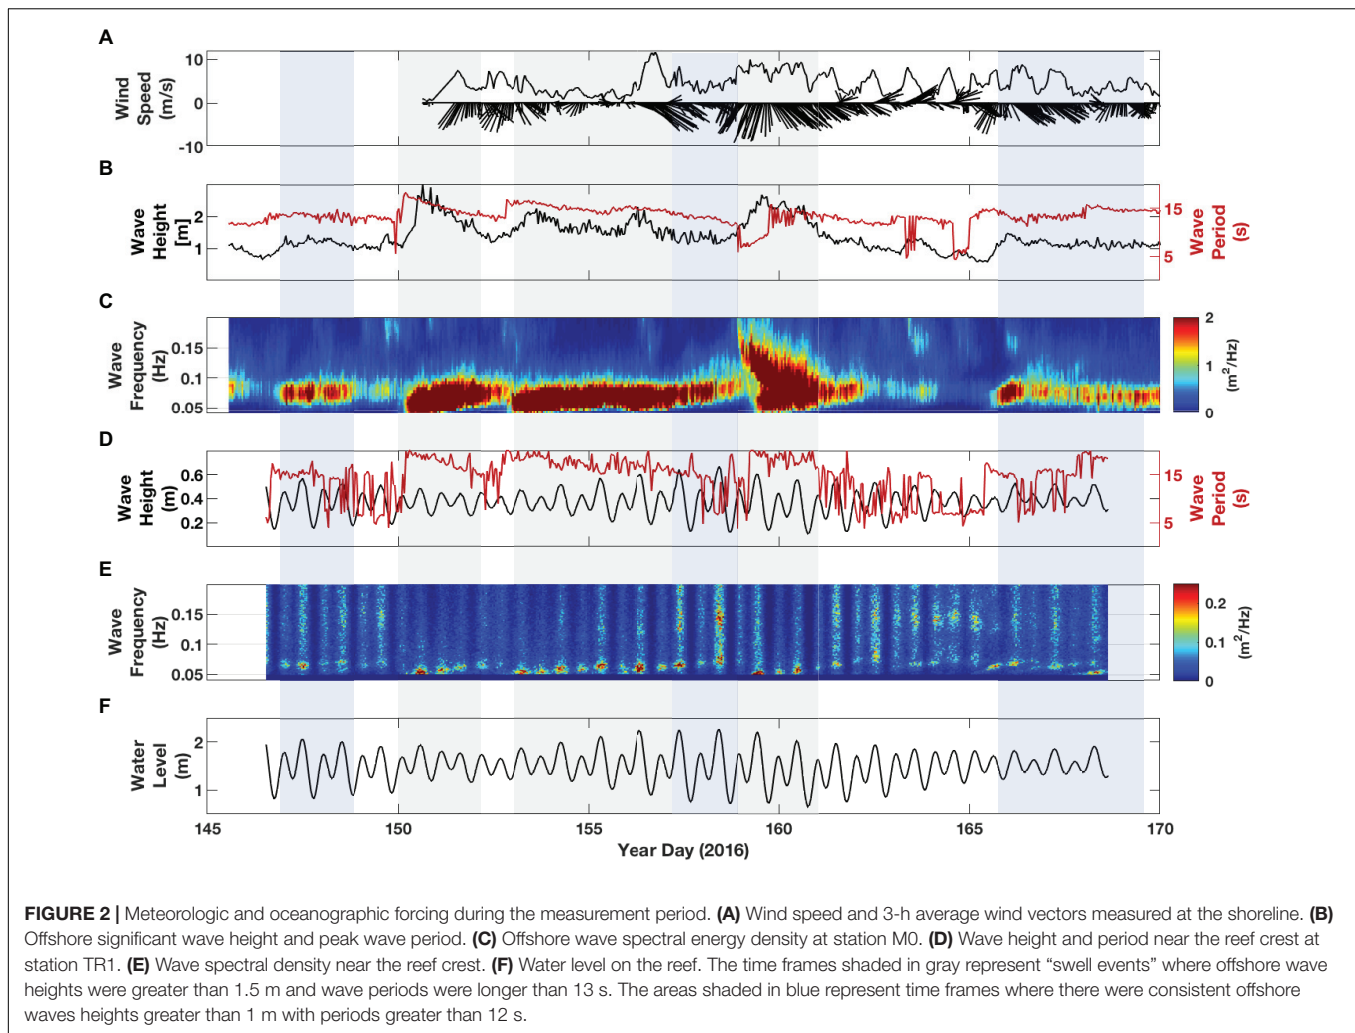 A
10
0
-10
Wind
Speed
(m/s)
B
2
1
Wave
Height
[m]
15
5
Wave
Period
(s)
C
0.15
0.1
0.05
Wave
Frequency
(Hz)
2
1
0
(m²/Hz)
D
0.6
0.4
0.2
Wave
Height
(m)
15
5
Wave
Period
(s)
E
0.15
0.1
0.05
Wave
Frequency
(Hz)
0.2
0.1
0
(m²/Hz)
F
2
1
Water
Level
(m)
145 150 155 160 165 170
Year Day (2016)
FIGURE 2 | Meteorologic and oceanographic forcing during the measurement period. (A) Wind speed and 3-h average wind vectors measured at the shoreline. (B)
Offshore significant wave height and peak wave period. (C) Offshore wave spectral energy density at station M0. (D) Wave height and period near the reef crest at
station TR1. (E) Wave spectral density near the reef crest. (F) Water level on the reef. The time frames shaded in gray represent “swell events” where offshore wave
heights were greater than 1.5 m and wave periods were longer than 13 s. The areas shaded in blue represent time frames where there were consistent offshore
waves heights greater than 1 m with periods greater than 12 s.